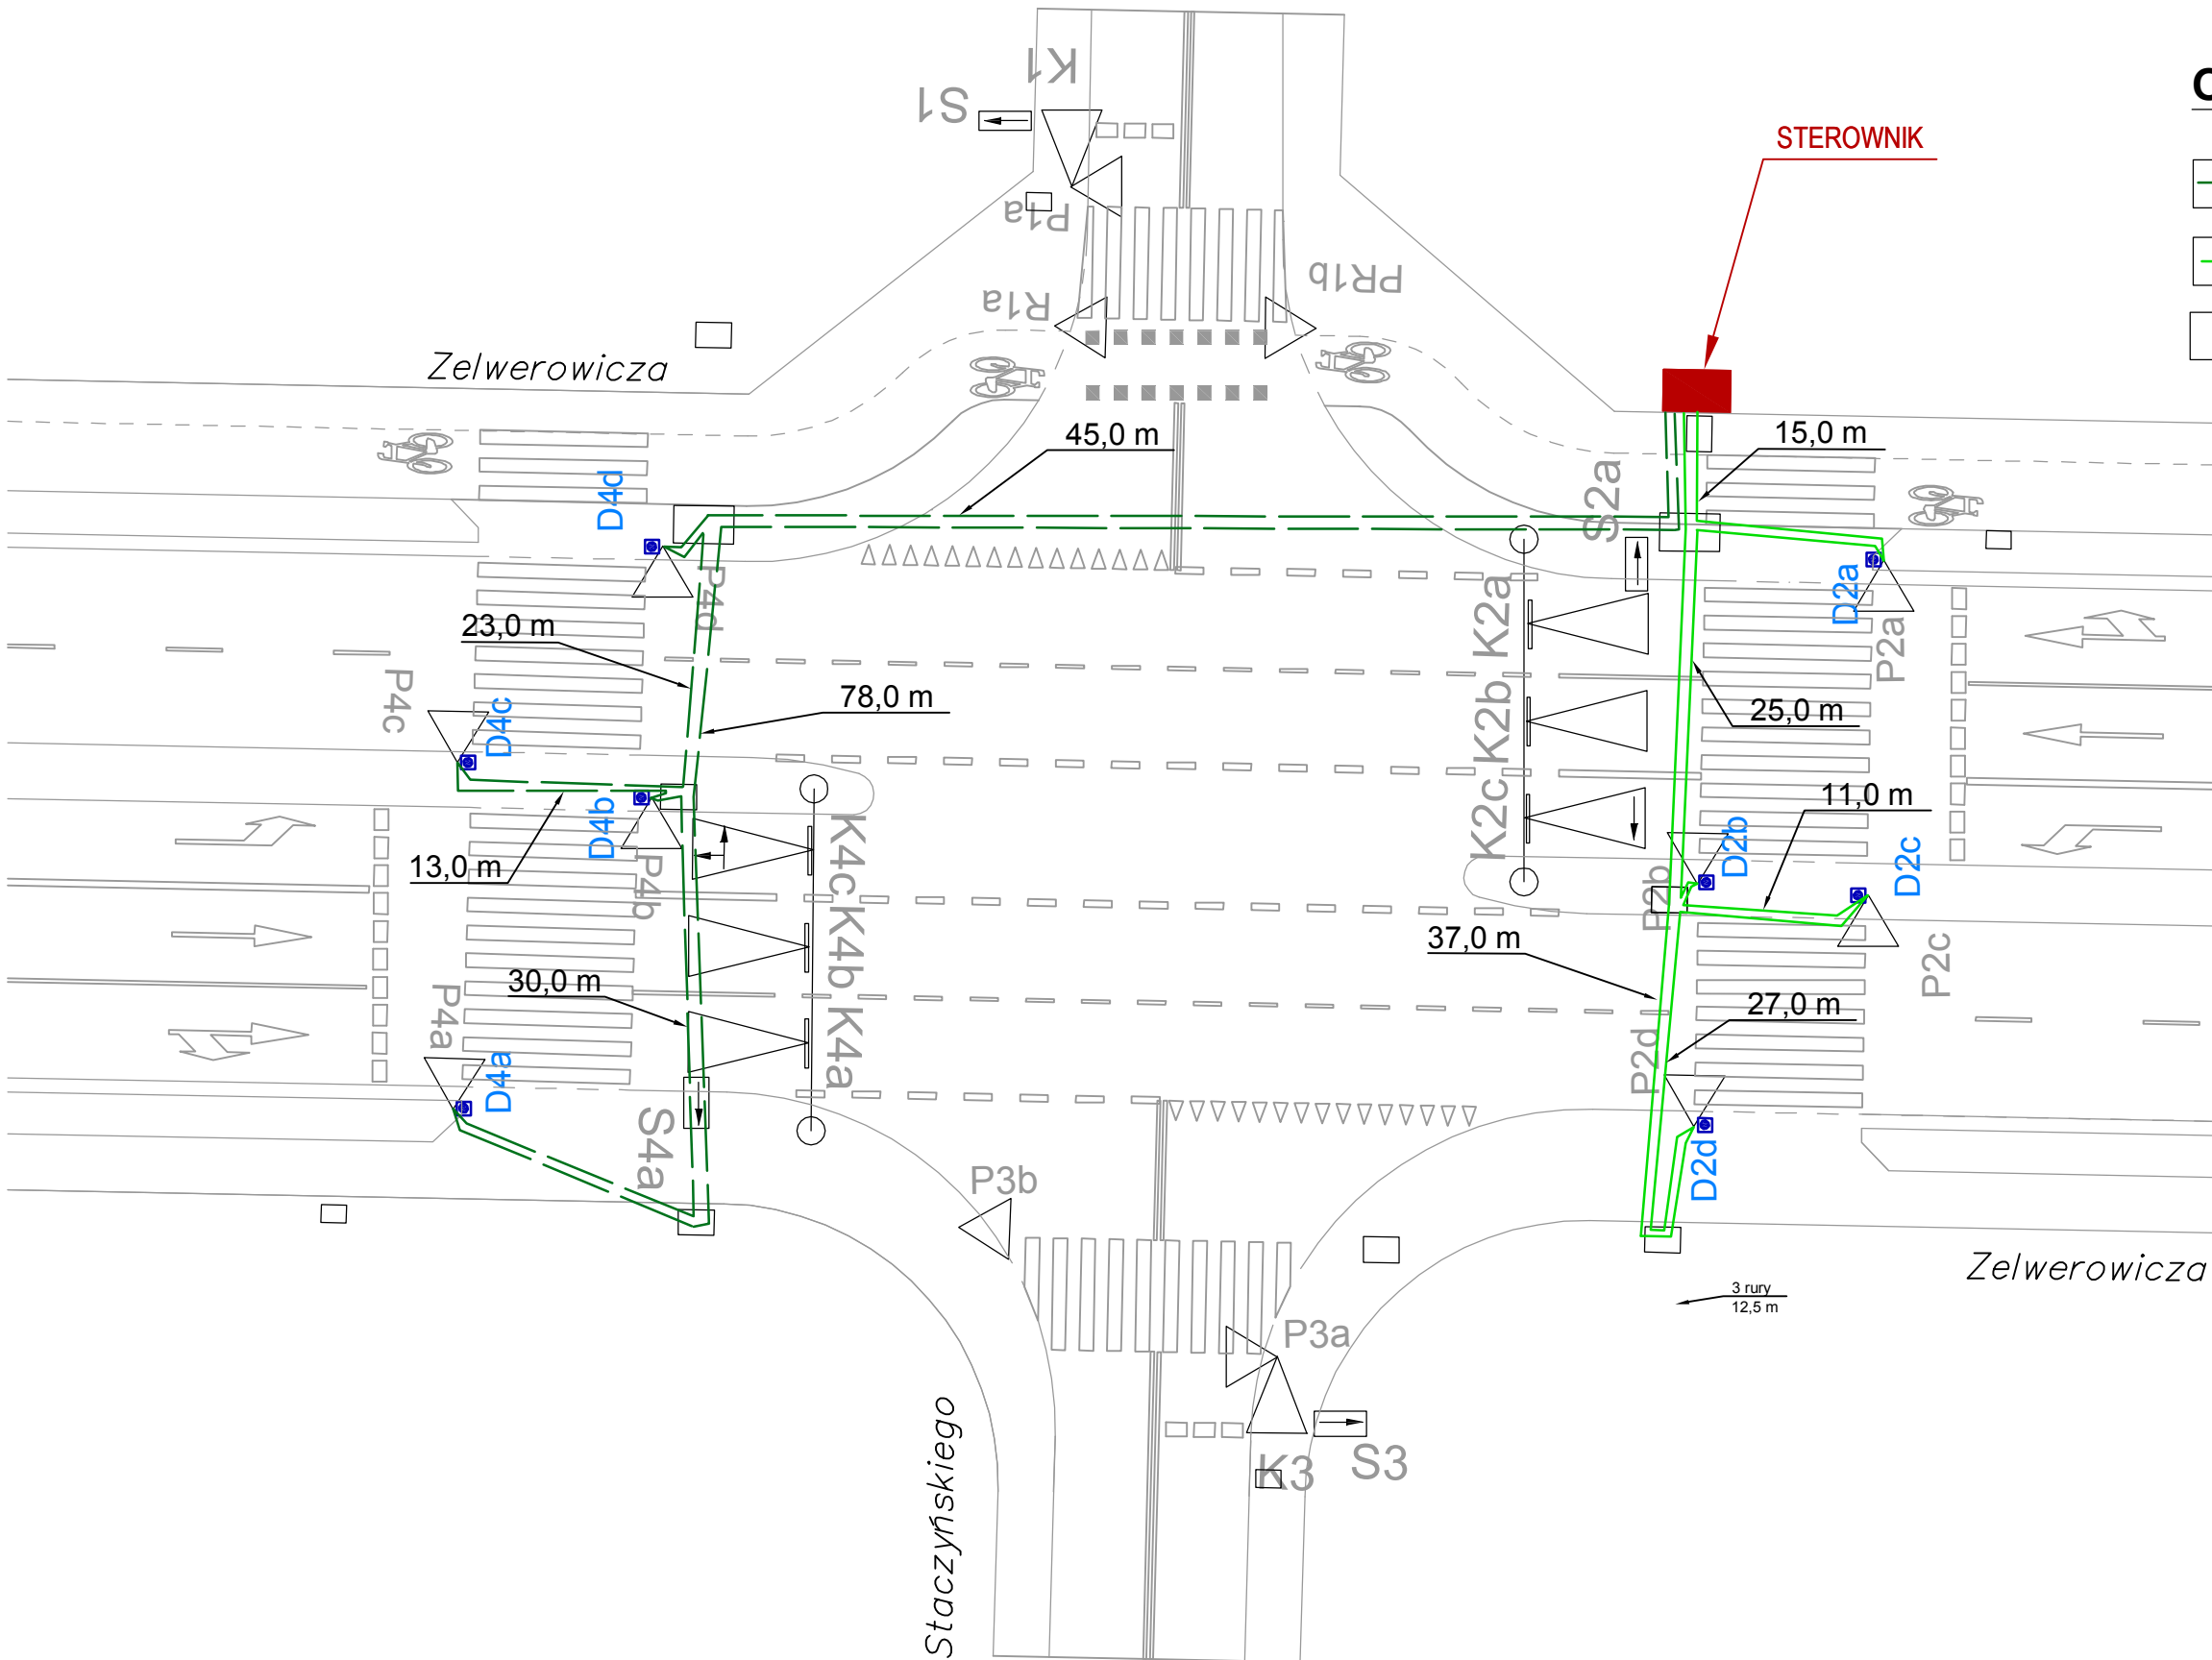 K1
S1
STEROWNIK
P1a
PR1b
R1a
Zelwerowicza
45,0 m
15,0 m
D4d
S2a
P4d
D2a
K2a
23,0 m
P2a
P4c
D4c
78,0 m
K2b
25,0 m
D4b
K2c
11,0 m
D2b
D2c
13,0 m
K4c
P4b
P2b
K4b
37,0 m
P2c
30,0 m
P4a
27,0 m
K4a
P2d
D4a
S4a
D2d
P3b
Zelwerowicza
3 rury
12,5 m
P3a
Staczyńskiego
K3
S3